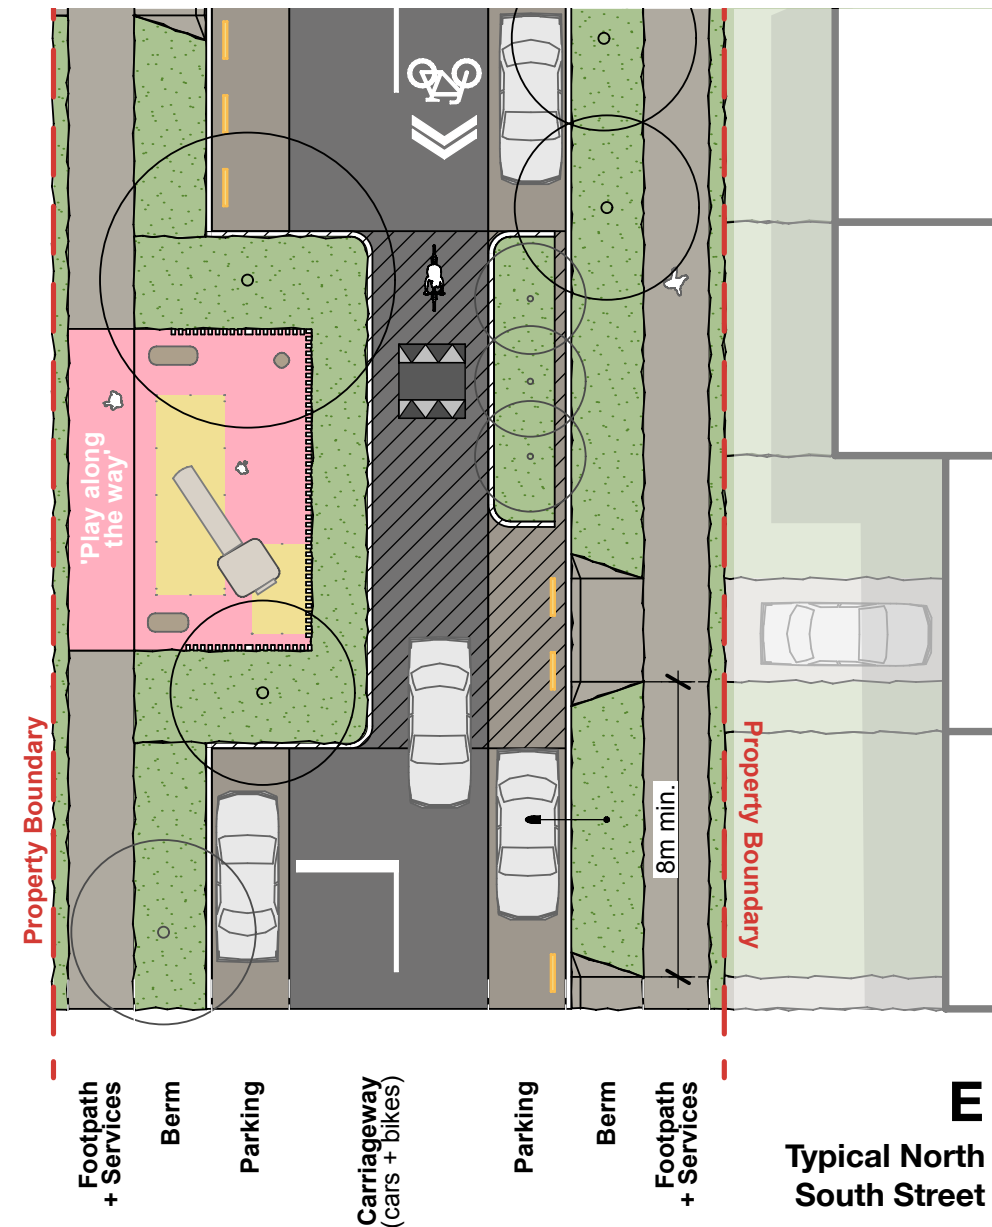 'Play along
the way'
Property Boundary
Property Boundary
8m min.
Footpath
+ Services
Berm
Parking
Carriageway
(cars + bikes)
Parking
Berm
Footpath
+ Services
E
Typical North
South Street